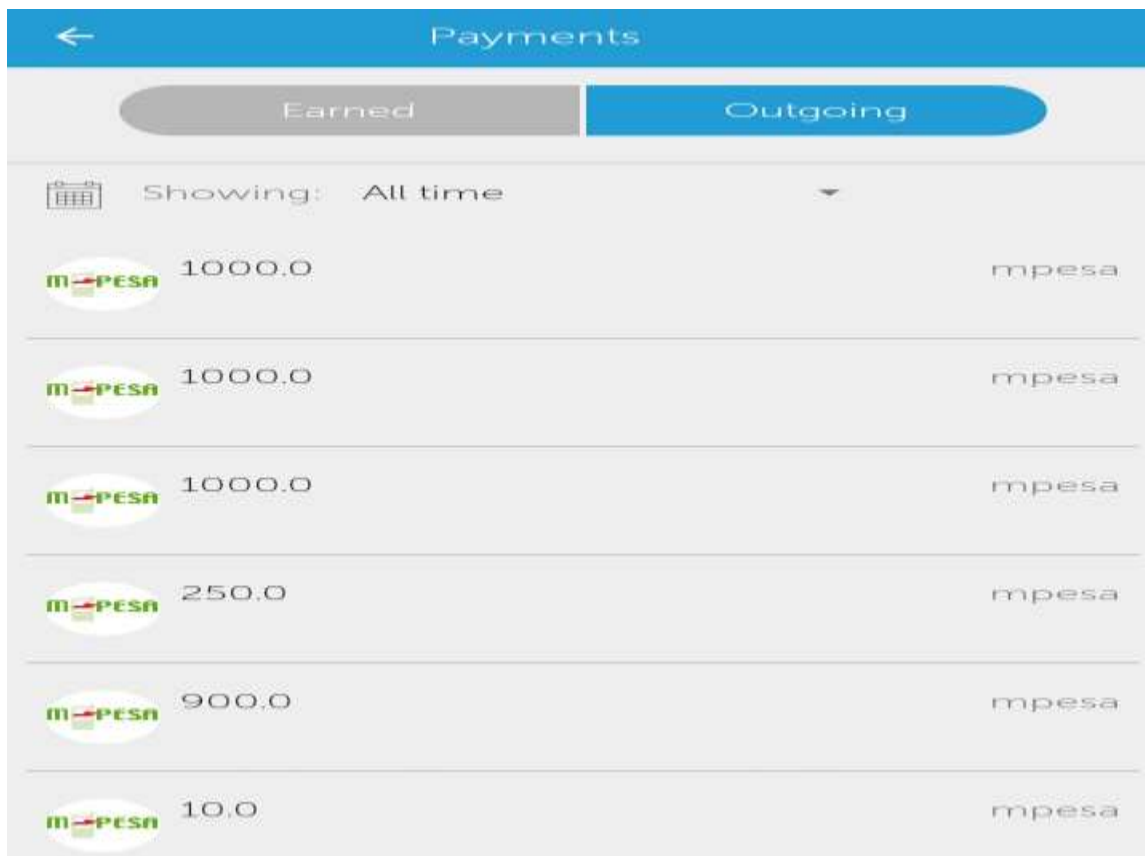 Payments
Earned Outgoing
Showing: All time
m-PESA 1000.0 mpesa
m-PESA 1000.0 mpesa
m-PESA 1000.0 mpesa
m-PESA 250.0 mpesa
m-PESA 900.0 mpesa
m-PESA 10.0 mpesa